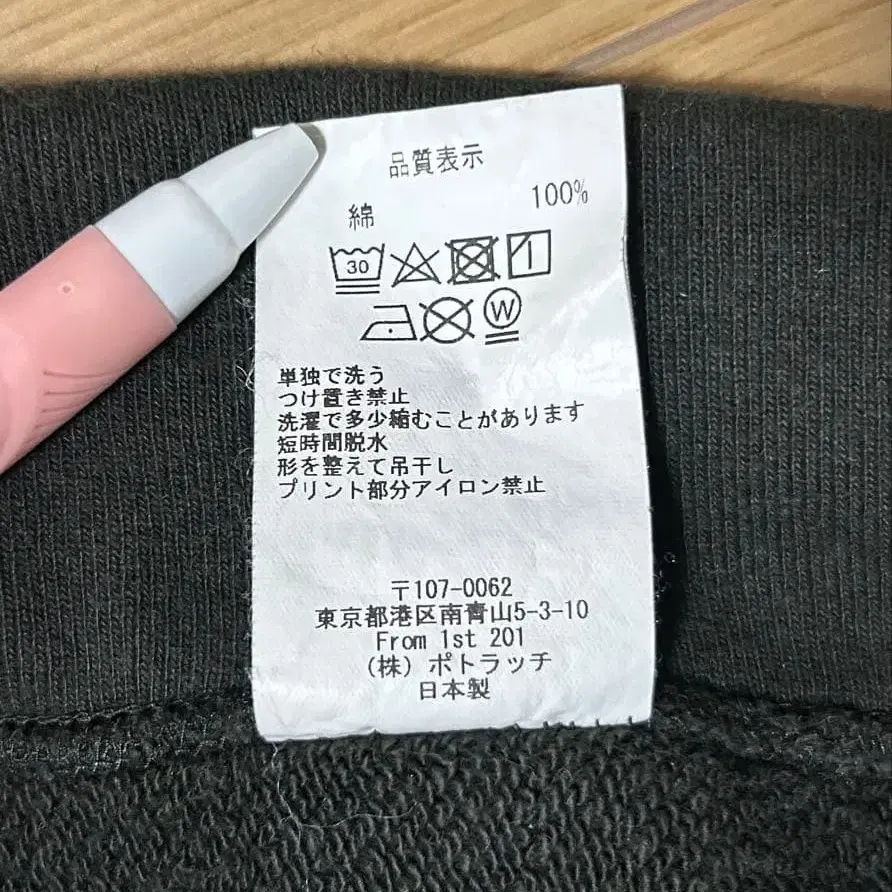 品質表示
綿 100%
30
W
単独で洗う
つけ置き禁止
洗濯で多少縮むことがあります
短時間脱水
形を整えて吊干し
プリント部分アイロン禁止
〒107-0062
東京都港区南青山5-3-10
From 1st 201
(株) ポトラッチ
日本製